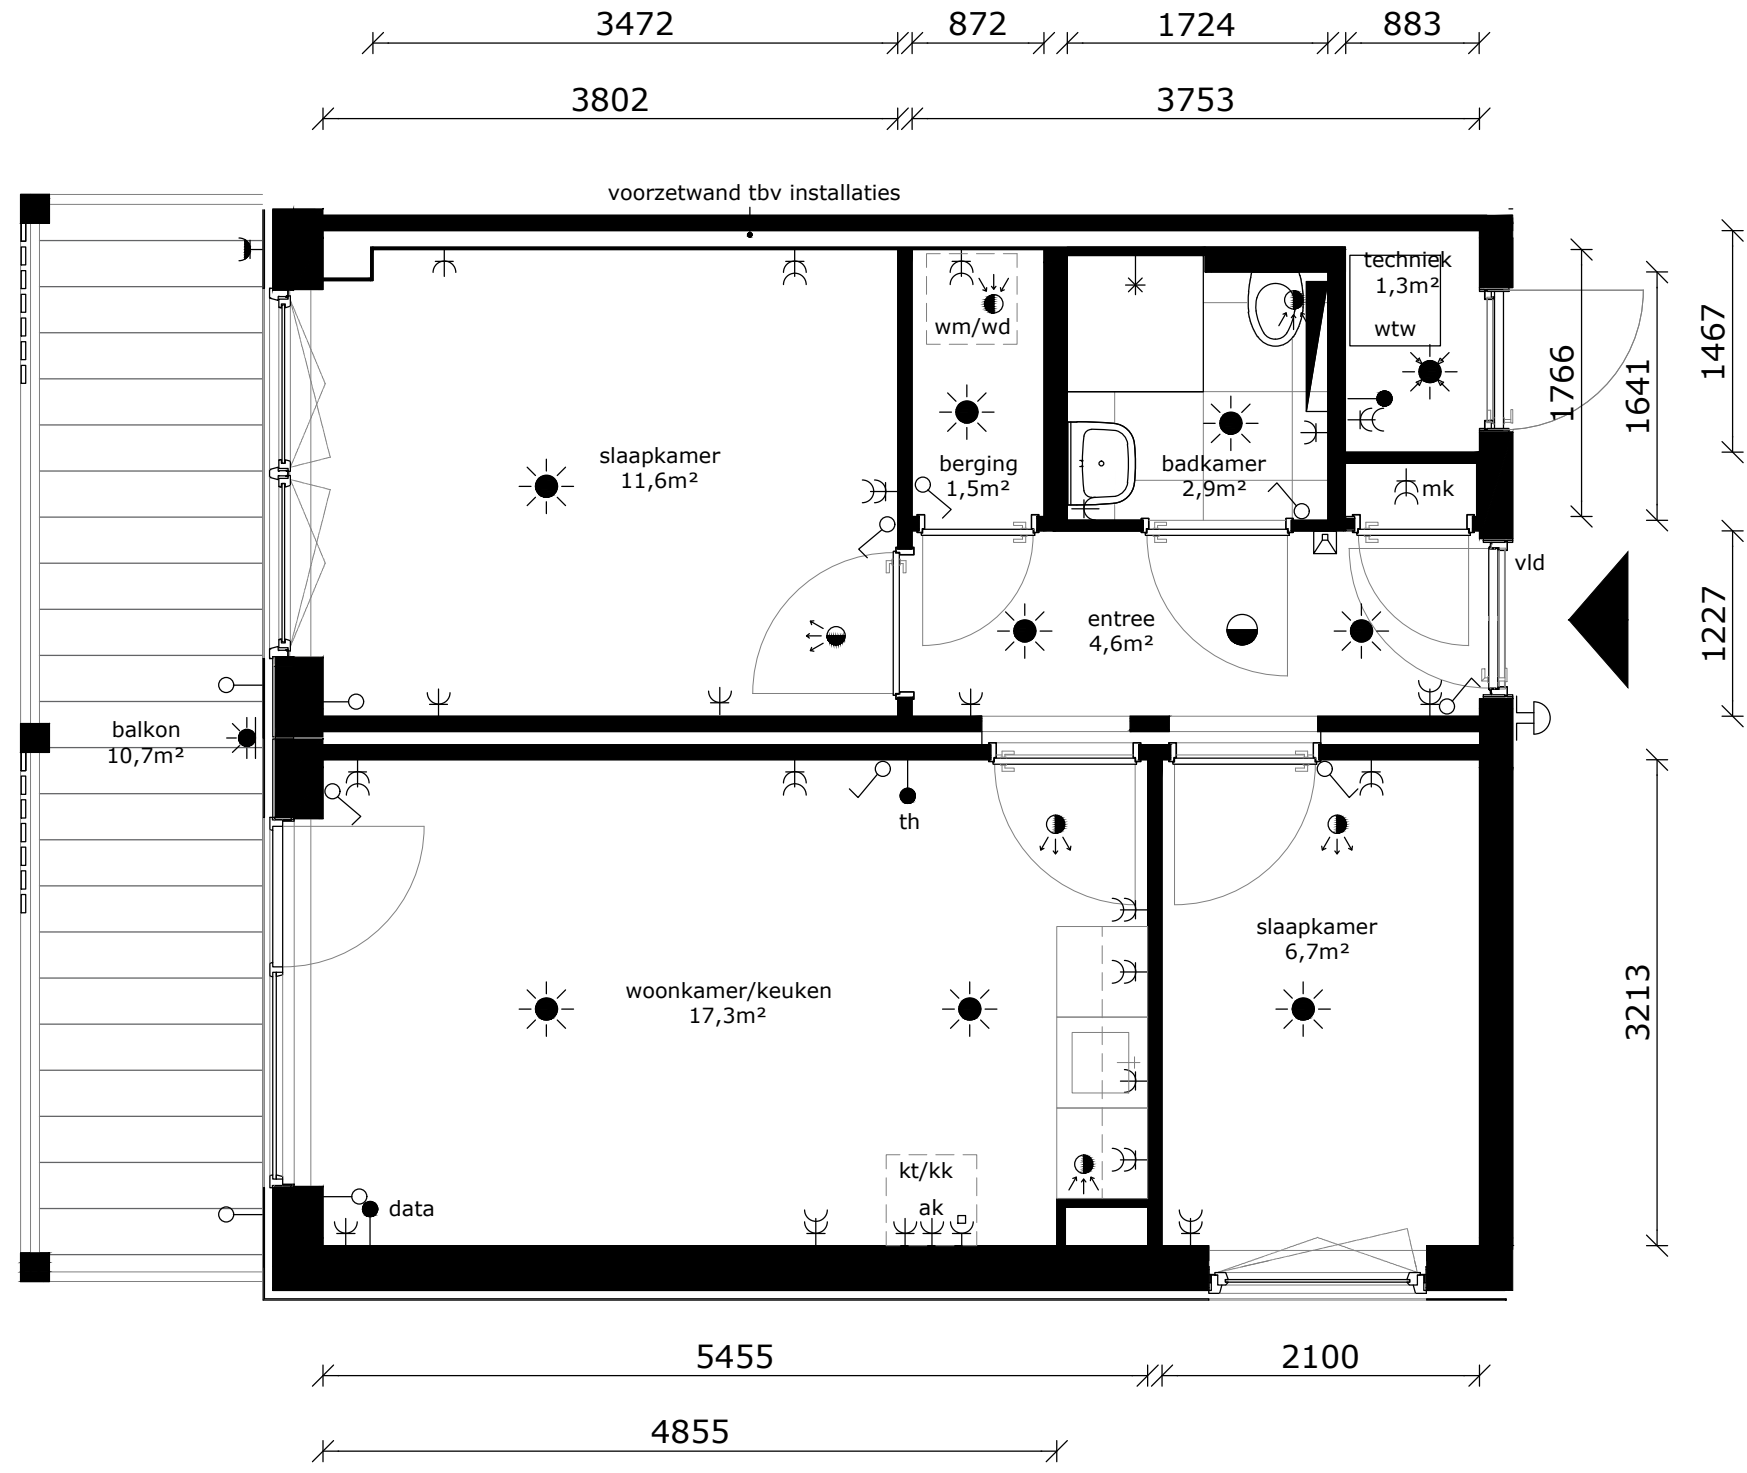 3472
872
1724
883
3802
3753
voorzetwand tbv installaties
techniek
1,3m²
wtw
wm/wd
1766
1641
1467
slaapkamer
11,6m²
berging
1,5m²
badkamer
2,9m²
mk
vld
entree
4,6m²
1227
balkon
10,7m²
th
slaapkamer
6,7m²
woonkamer/keuken
17,3m²
3213
kt/kk
ak
data
5455
2100
4855